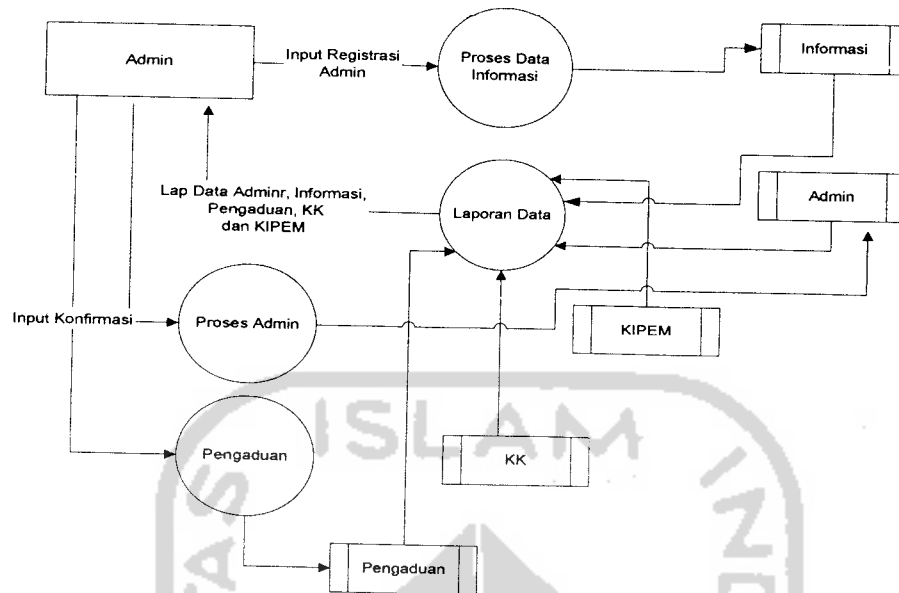 Admin
Input Registrasi
Admin
Proses Data
Informasi
Informasi
Lap Data Adminr, Informasi,
Pengaduan, KK
dan KIPEM
Laporan Data
Admin
Input Konfirmasi
Proses Admin
KIPEM
ISLAM
Pengaduan
KK
Pengaduan